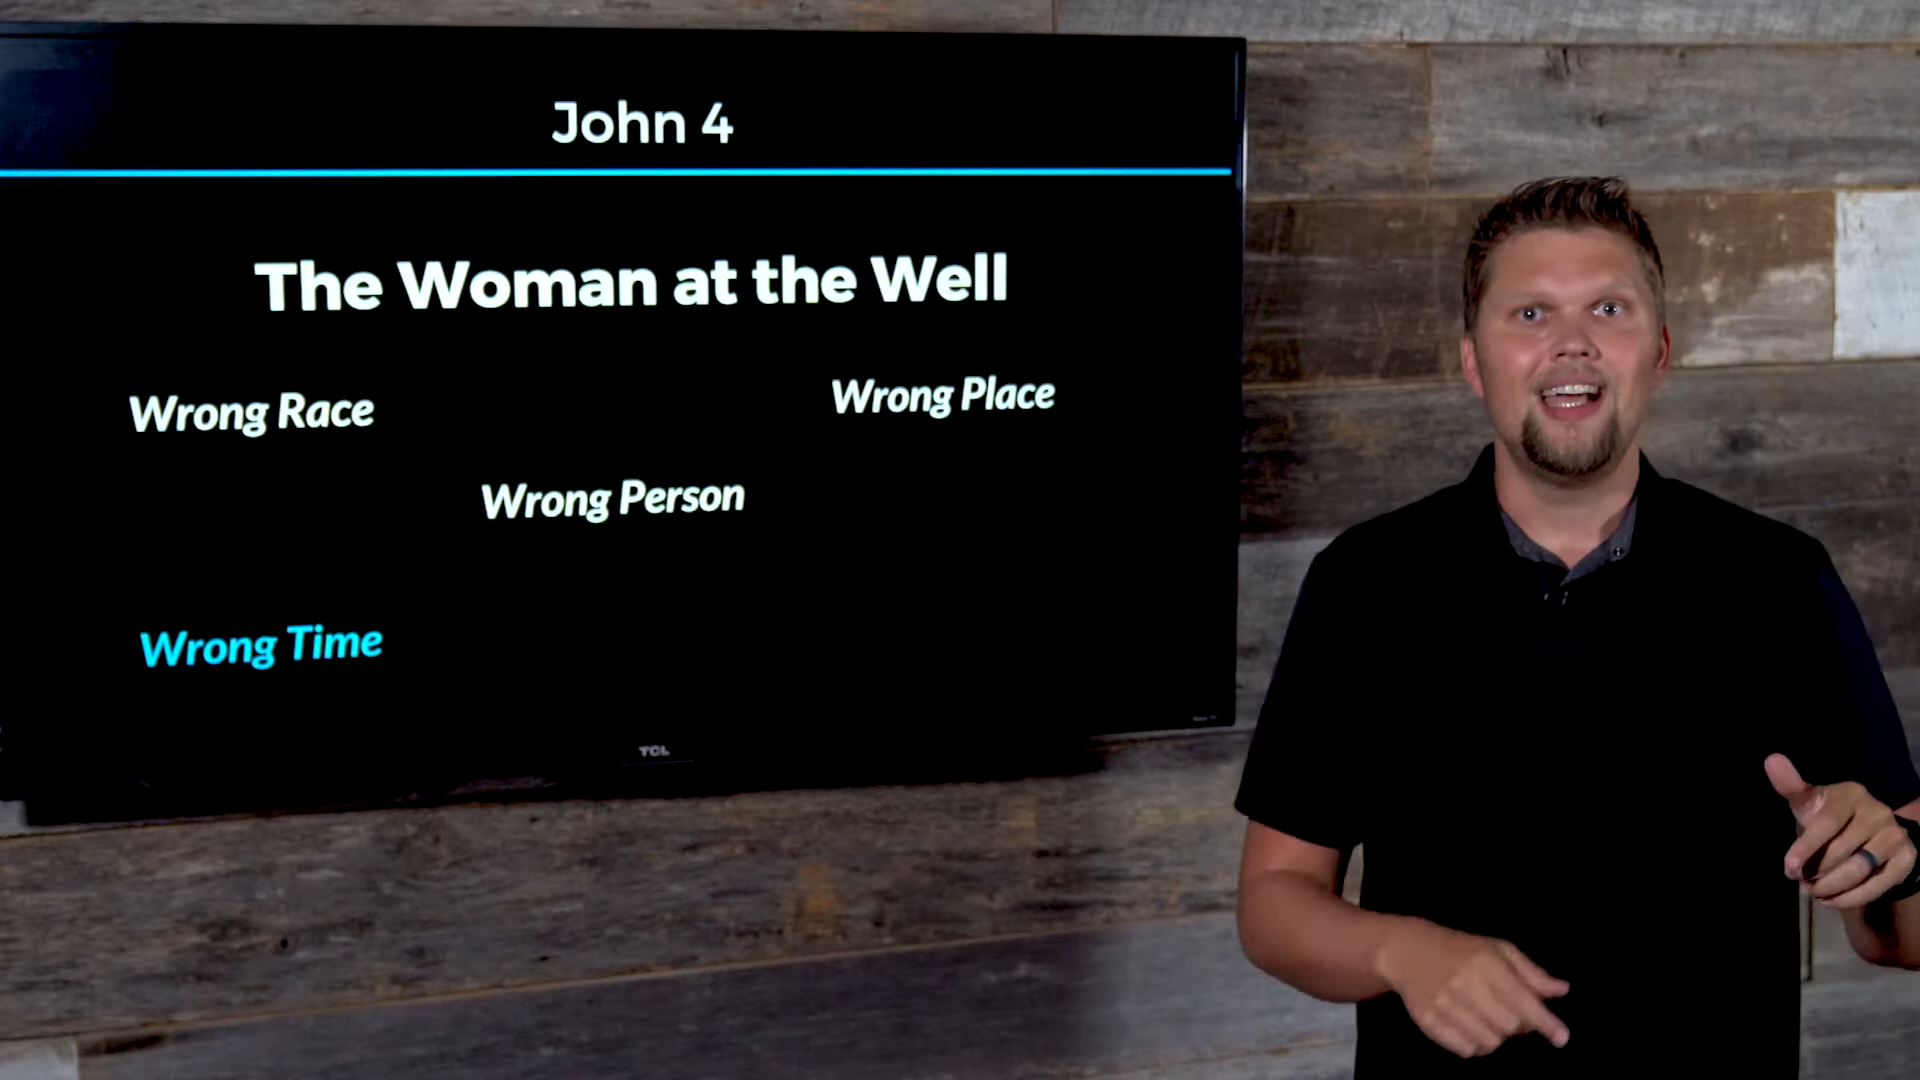 John 4
The Woman at the Well
Wrong Race
Wrong Place
Wrong Person
Wrong Time
TCL